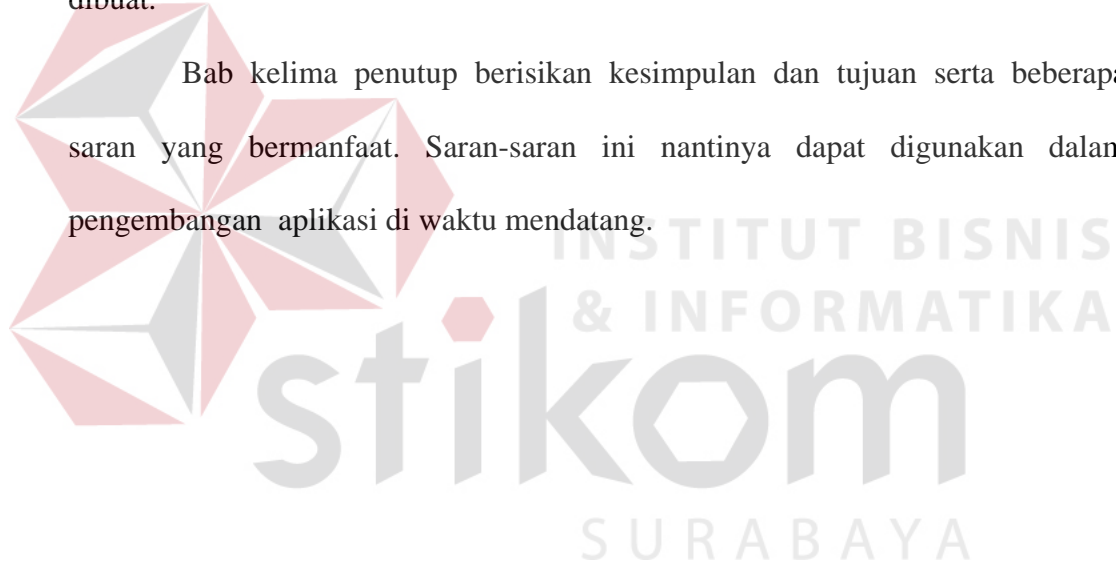 dibuat.
Bab kelima penutup berisikan kesimpulan dan tujuan serta beberapa
saran yang bermanfaat. Saran-saran ini nantinya dapat digunakan dalam
pengembangan aplikasi di waktu mendatang.
INSTITUT BISNIS
& INFORMATIKA
stikom
SURABAYA